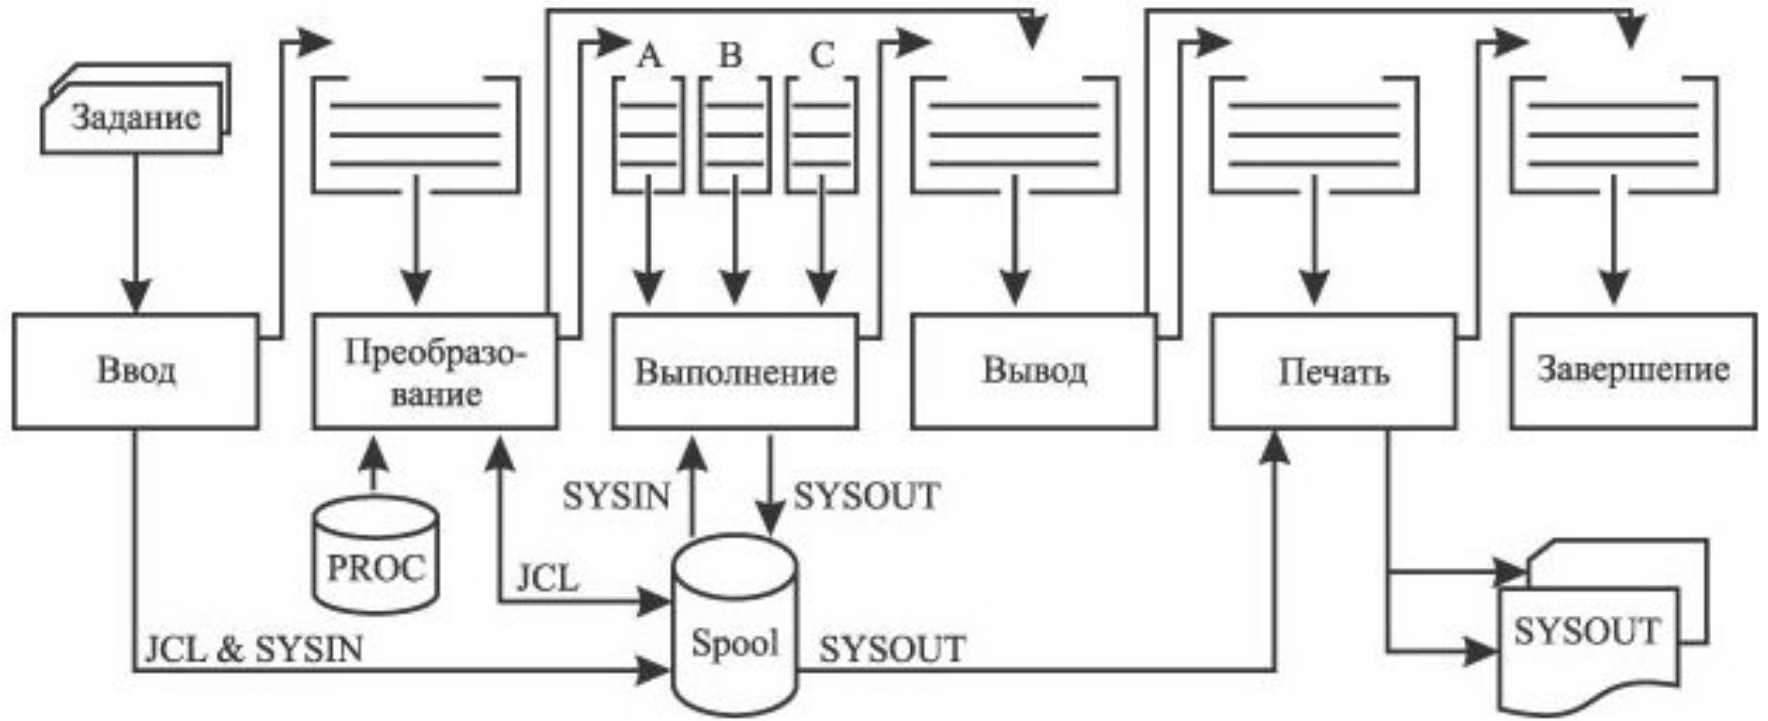 A B C
Задание
Ввод
Преобразо-
вание
Выполнение
Вывод
Печать
Завершение
SYSIN
SYSOUT
PROC
JCL
JCL & SYSIN
Spool
SYSOUT
SYSOUT